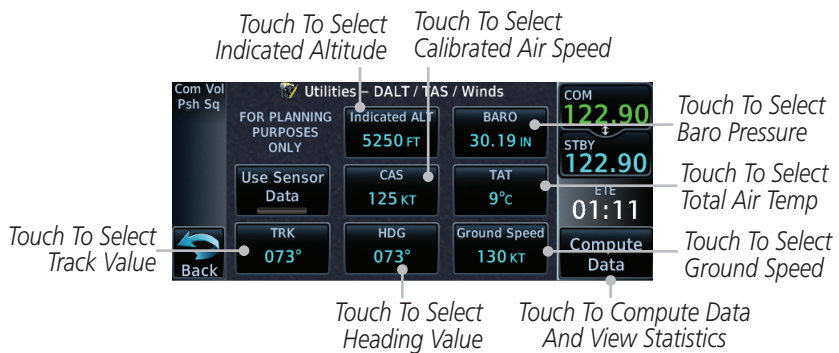 Touch To Select
Indicated Altitude
Touch To Select
Calibrated Air Speed
Com Vol
Psh Sq
Utilities – DALT / TAS / Winds
FOR PLANNING
PURPOSES
ONLY
Indicated ALT
5250 FT
BARO
30.19 IN
COM
122.90
STBY
122.90
Touch To Select
Baro Pressure
Use Sensor
Data
CAS
125 KT
TAT
9°C
ETE
01:11
Touch To Select
Total Air Temp
Touch To Select
Track Value
Back
TRK
073°
HDG
073°
Ground Speed
130 KT
Compute
Data
Touch To Select
Ground Speed
Touch To Select
Heading Value
Touch To Compute Data
And View Statistics